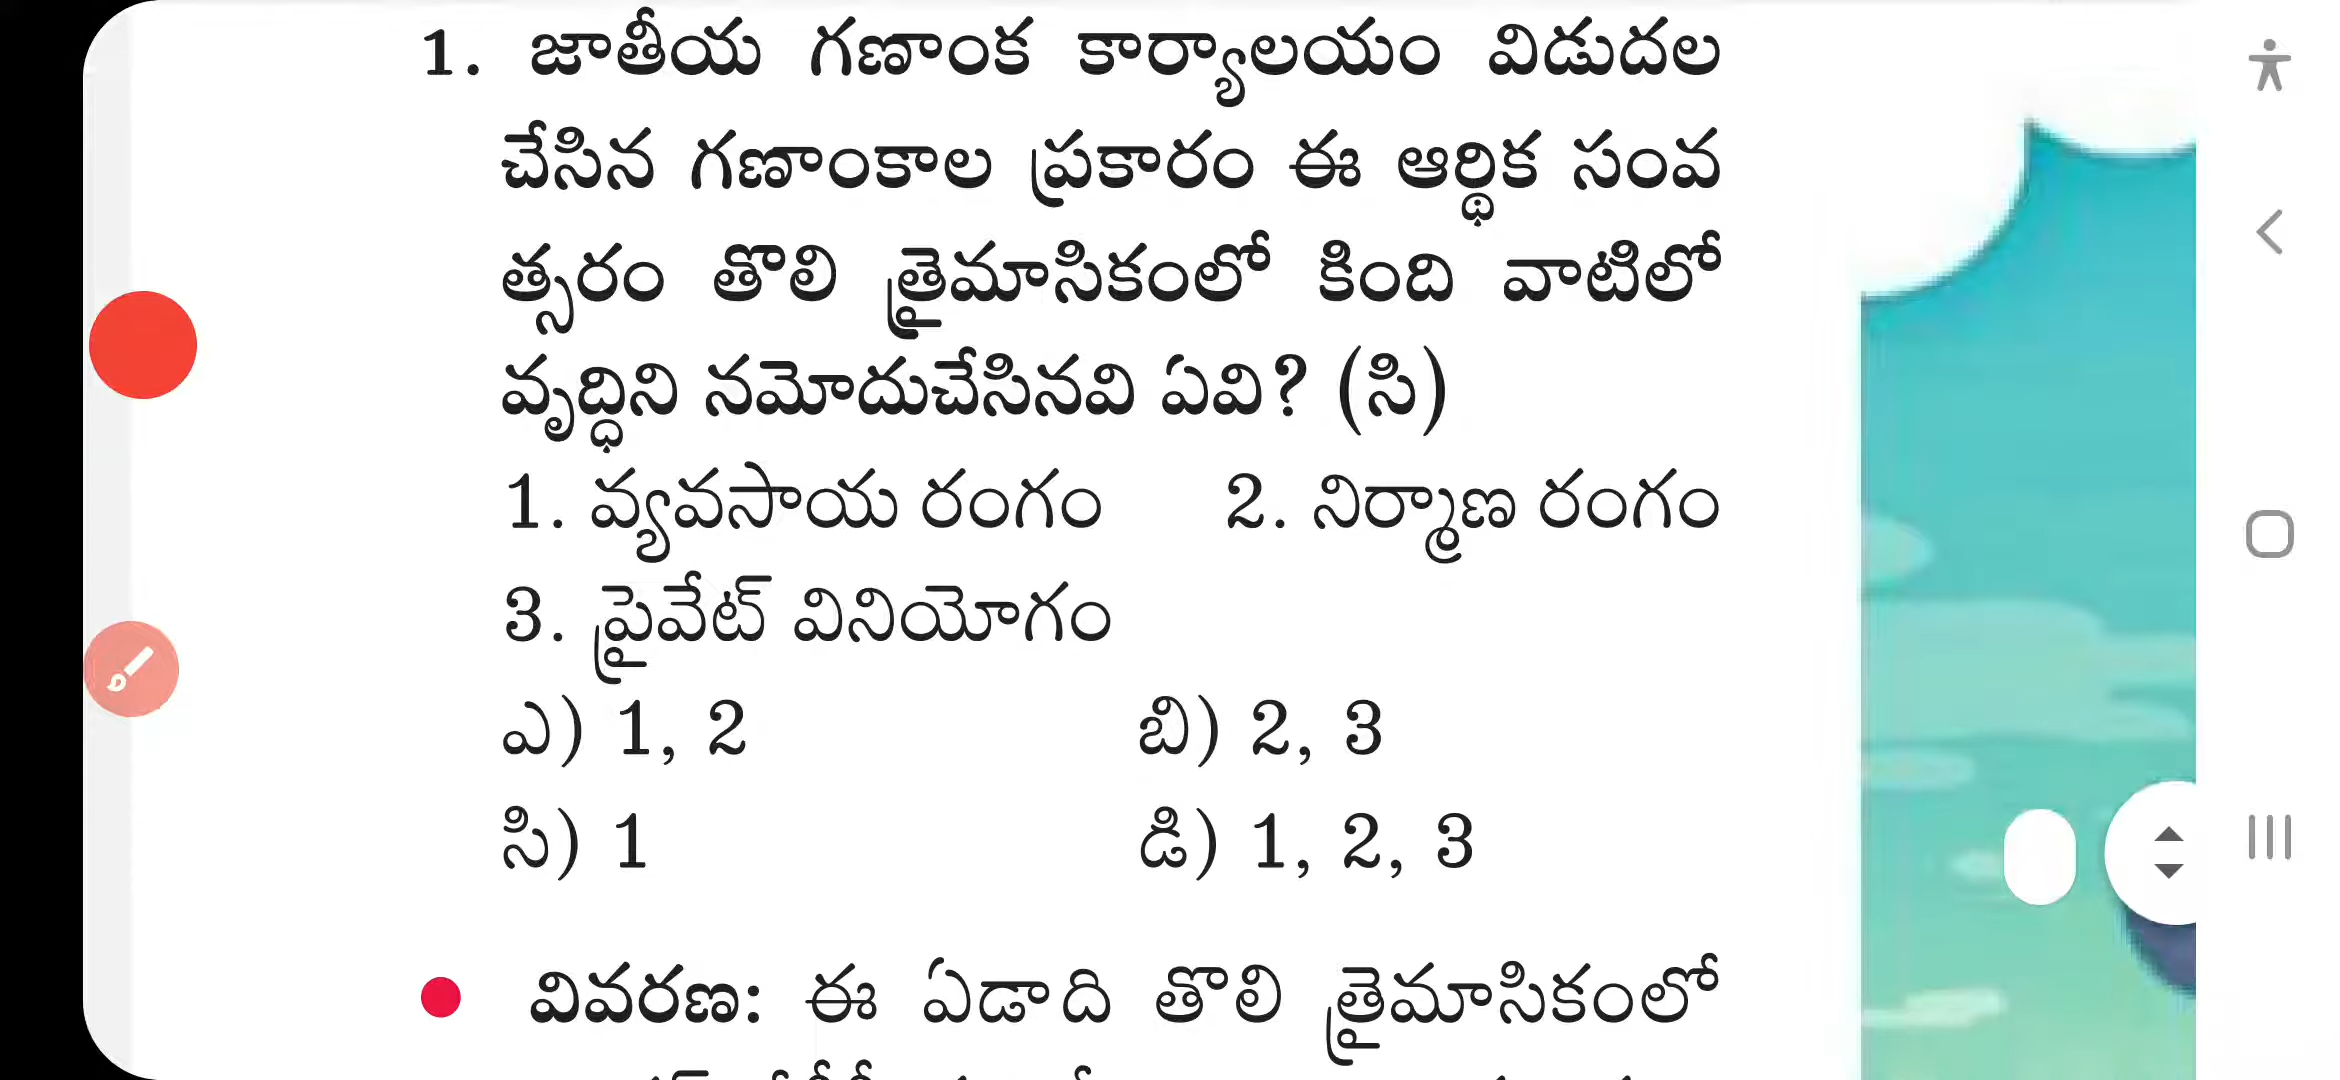 1. జాతీయ గణాంక కార్యాలయం విడుదల
చేసిన గణాంకాల ప్రకారం ఈ ఆర్థిక సంవ
త్సరం తొలి త్రైమాసికంలో కింది వాటిలో
వృద్ధిని నమోదుచేసినవి ఏవి? (సి)
1. వ్యవసాయ రంగం 2. నిర్మాణ రంగం
3. ప్రైవేట్ వినియోగం
ఎ) 1, 2 బి) 2, 3
సి) 1 డి) 1, 2, 3
వివరణ: ఈ ఏడాది తొలి త్రైమాసికంలో